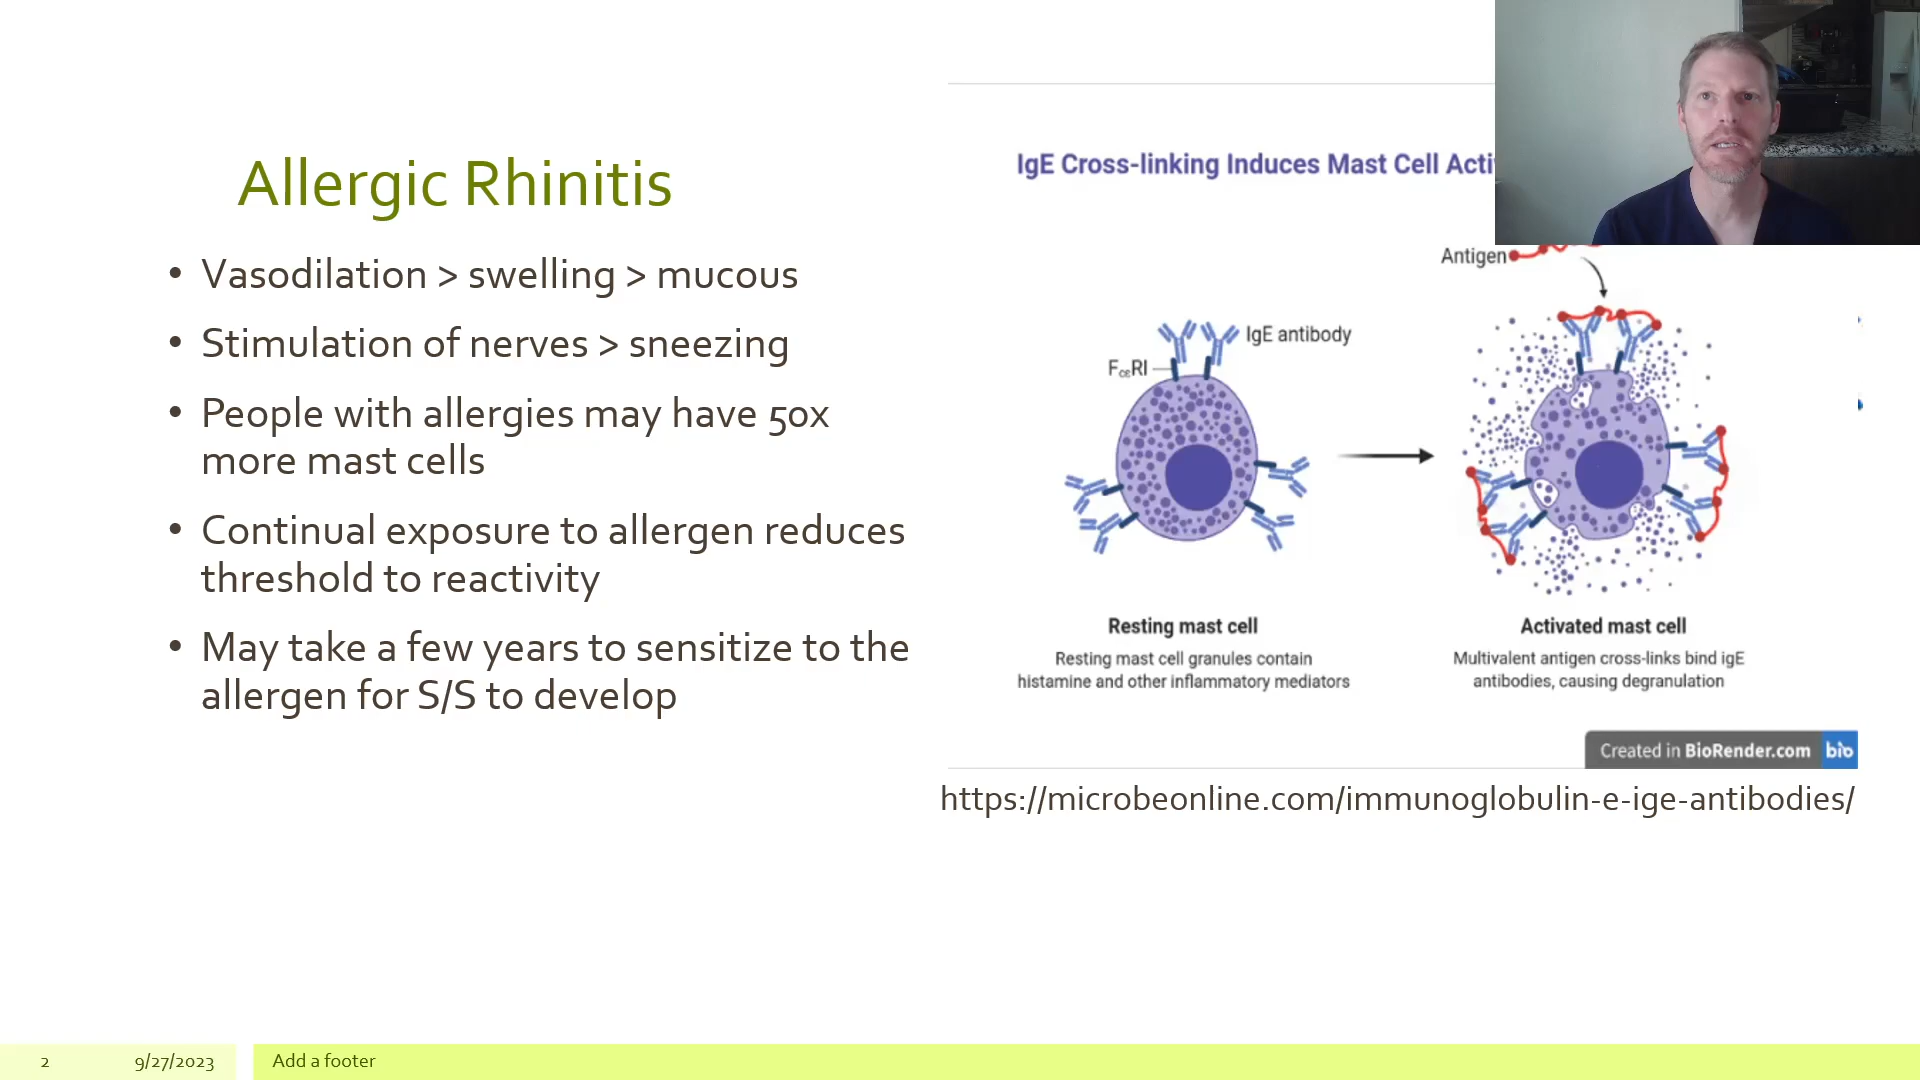 Allergic Rhinitis
• Vasodilation > swelling > mucous
• Stimulation of nerves > sneezing
• People with allergies may have 50x
more mast cells
• Continual exposure to allergen reduces
threshold to reactivity
• May take a few years to sensitize to the
allergen for S/S to develop
IgE Cross-linking Induces Mast Cell
Antigen
IgE antibody
FcεRI
Resting mast cell
Resting mast cell granules contain
histamine and other inflammatory mediators
Activated mast cell
Multivalent antigen cross-links bind igE
antibodies, causing degranulation
Created in BioRender.com bio
https://microbeonline.com/immunoglobulin-e-ige-antibodies/
2
9/27/2023
Add a footer